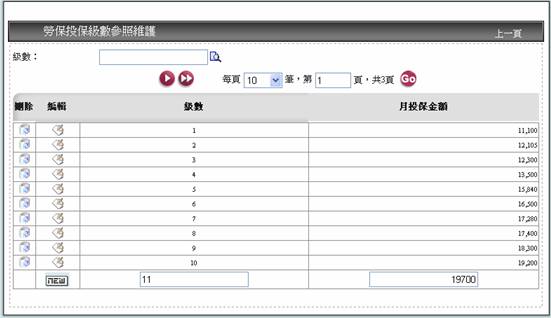 勞保投保級數參照維護
上一頁
級數：
每頁 10 筆，第 1 頁，共3頁 Go
刪除 編輯 級數 月投保金額
1 11,100
2 12,105
3 12,300
4 13,500
5 15,840
6 16,500
7 17,280
8 17,400
9 18,300
10 19,200
NEW 11 19700